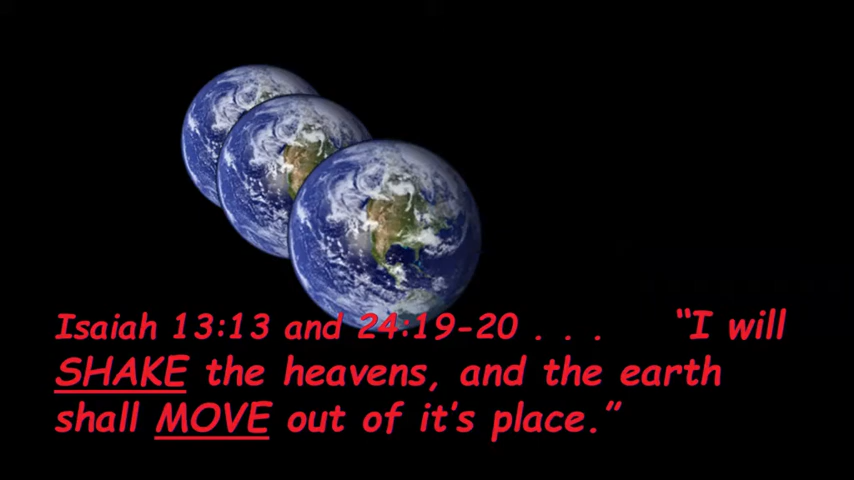 Isaiah 13:13 and 24:19-20 . . . “I will
SHAKE the heavens, and the earth
shall MOVE out of it’s place.”